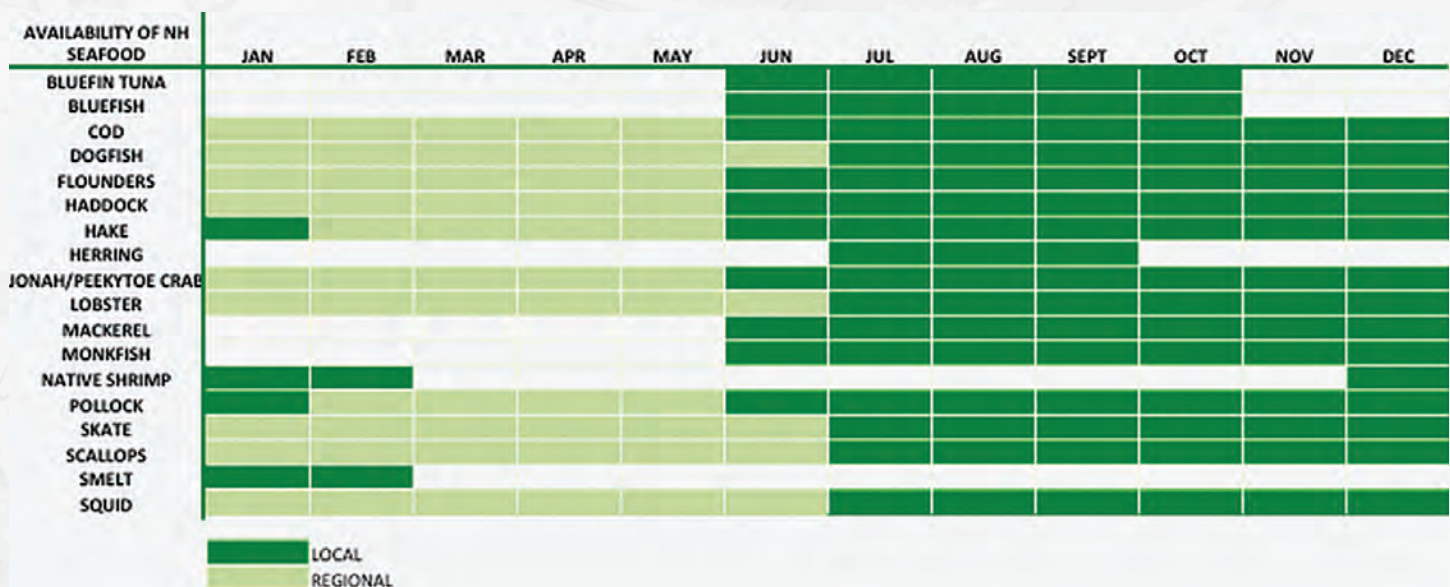 AVAILABILITY OF NH
SEAFOOD JAN FEB MAR APR MAY JUN JUL AUG SEPT OCT NOV DEC
BLUEFIN TUNA
BLUEFISH
COD
DOGFISH
FLOUNDERS
HADDOCK
HAKE
HERRING
JONAH/PEEKYTOE CRAB
LOBSTER
MACKEREL
MONKFISH
NATIVE SHRIMP
POLLOCK
SKATE
SCALLOPS
SMELT
SQUID
LOCAL
REGIONAL